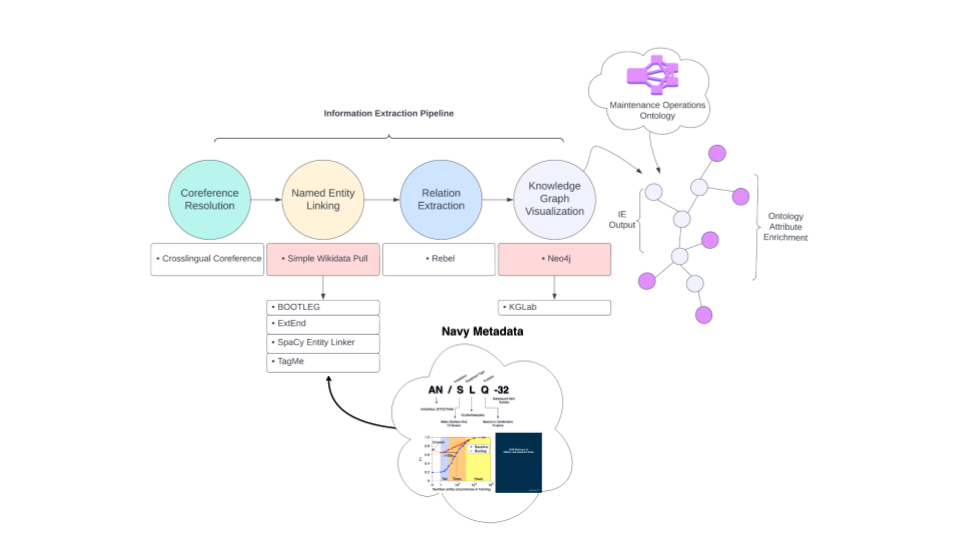 Information Extraction Pipeline
Maintenance Operations
Ontology
Coreference
Resolution
Named Entity
Linking
Relation
Extraction
Knowledge
Graph
Visualization
IE
Output
Ontology
Attribute
Enrichment
• Crosslingual Coreference
• Simple Wikidata Pull
• Rebel
• Neo4j
• BOOTLEG
• ExtEnd
• SpaCy Entity Linker
• TagMe
• KGLab
Navy Metadata
AN / S L Q -32
Baseline
Bootleg
Tail
Torso
Head
Number entity occurrences in training